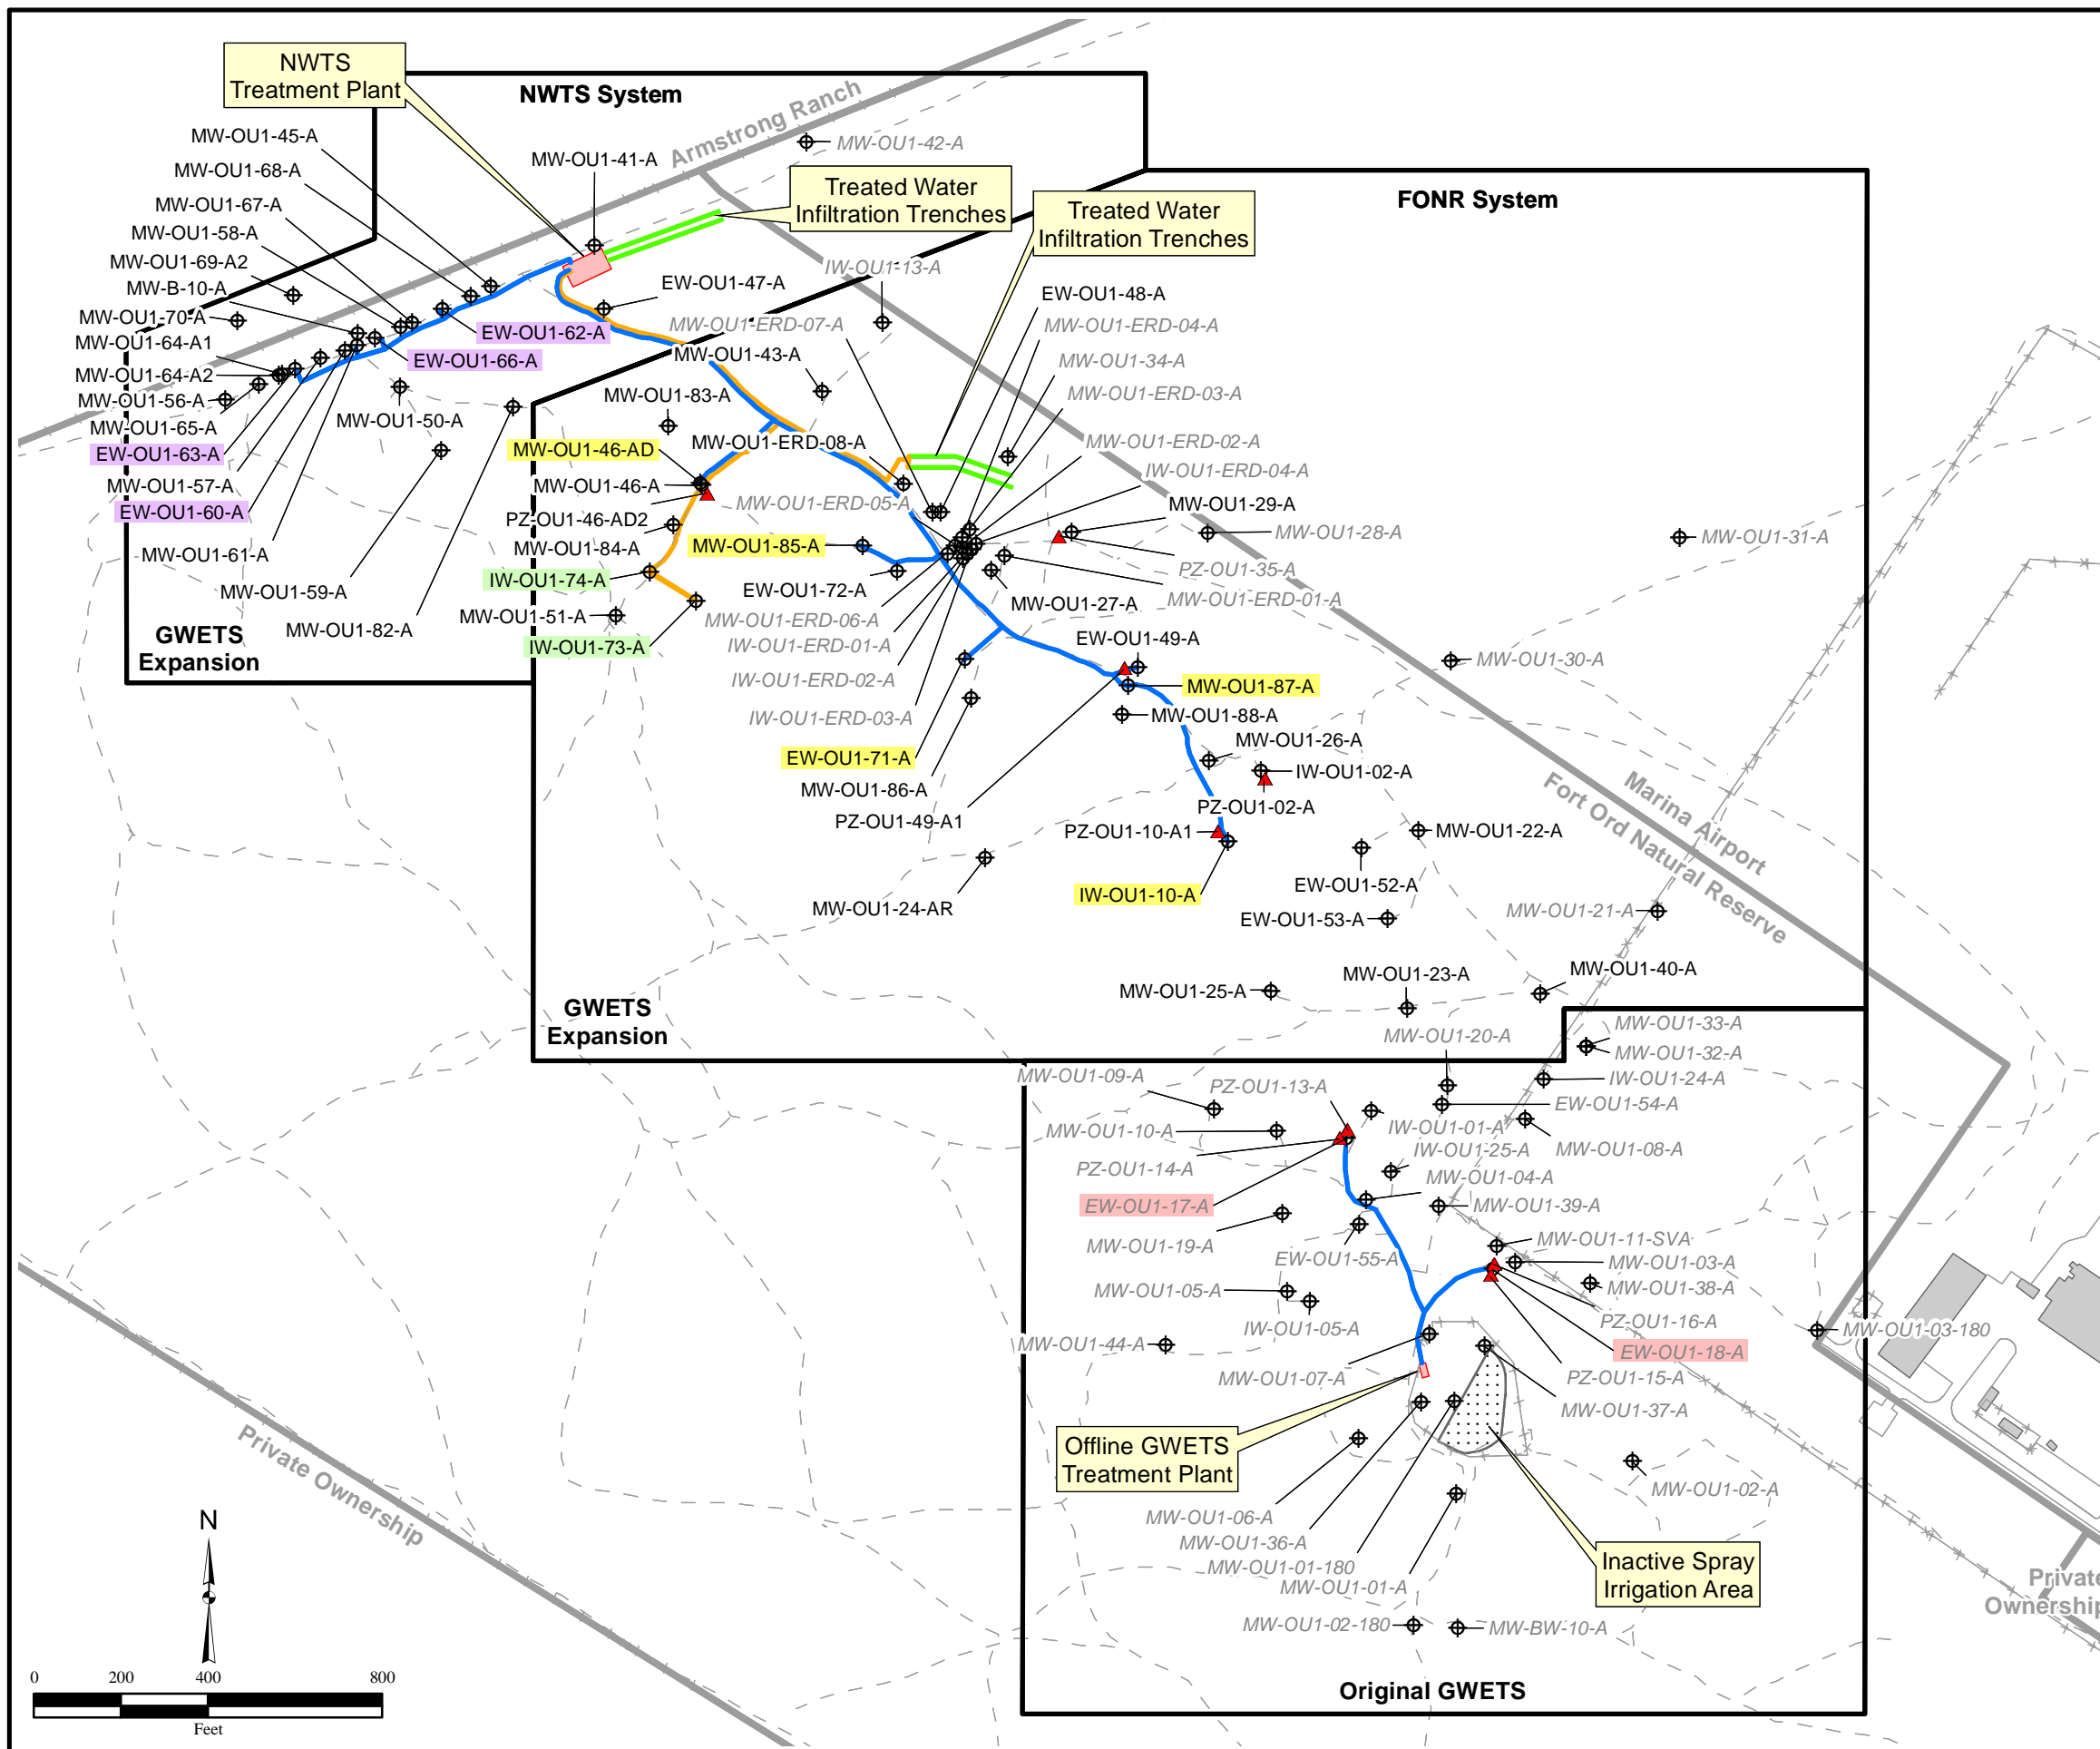 NWTS
Treatment Plant
NWTS System
Armstrong Ranch
MW-OU1-42-A
MW-OU1-45-A
MW-OU1-41-A
MW-OU1-68-A
Treated Water
Infiltration Trenches
Treated Water
Infiltration Trenches
FONR System
MW-OU1-67-A
MW-OU1-58-A
MW-OU1-69-A2
IW-OU1-13-A
MW-B-10-A
EW-OU1-47-A
EW-OU1-48-A
MW-OU1-70-A
EW-OU1-62-A
MW-OU1-ERD-07-A
MW-OU1-ERD-04-A
MW-OU1-64-A1
EW-OU1-66-A
MW-OU1-43-A
MW-OU1-34-A
MW-OU1-64-A2
MW-OU1-83-A
MW-OU1-ERD-03-A
MW-OU1-56-A
MW-OU1-50-A
MW-OU1-65-A
MW-OU1-46-AD
MW-OU1-ERD-08-A
MW-OU1-ERD-02-A
EW-OU1-63-A
IW-OU1-ERD-04-A
MW-OU1-57-A
MW-OU1-46-A
MW-OU1-ERD-05-A
MW-OU1-29-A
EW-OU1-60-A
PZ-OU1-46-AD2
MW-OU1-28-A
MW-OU1-31-A
MW-OU1-61-A
MW-OU1-84-A
MW-OU1-85-A
PZ-OU1-35-A
MW-OU1-59-A
IW-OU1-74-A
EW-OU1-72-A
MW-OU1-27-A
MW-OU1-ERD-01-A
MW-OU1-82-A
MW-OU1-51-A
MW-OU1-ERD-06-A
GWETS
Expansion
IW-OU1-73-A
IW-OU1-ERD-01-A
EW-OU1-49-A
MW-OU1-30-A
IW-OU1-ERD-02-A
MW-OU1-87-A
IW-OU1-ERD-03-A
MW-OU1-88-A
EW-OU1-71-A
MW-OU1-26-A
MW-OU1-86-A
IW-OU1-02-A
Marina Airport
Fort Ord Natural Reserve
PZ-OU1-49-A1
PZ-OU1-02-A
PZ-OU1-10-A1
MW-OU1-22-A
IW-OU1-10-A
EW-OU1-52-A
MW-OU1-24-AR
EW-OU1-53-A
MW-OU1-21-A
MW-OU1-25-A
MW-OU1-23-A
MW-OU1-40-A
GWETS
Expansion
MW-OU1-20-A
MW-OU1-33-A
MW-OU1-32-A
MW-OU1-09-A
PZ-OU1-13-A
IW-OU1-24-A
EW-OU1-54-A
MW-OU1-10-A
IW-OU1-01-A
IW-OU1-25-A
MW-OU1-08-A
PZ-OU1-14-A
MW-OU1-04-A
EW-OU1-17-A
MW-OU1-39-A
MW-OU1-19-A
EW-OU1-55-A
MW-OU1-11-SVA
MW-OU1-03-A
MW-OU1-05-A
MW-OU1-38-A
IW-OU1-05-A
PZ-OU1-16-A
MW-OU1-03-180
MW-OU1-44-A
EW-OU1-18-A
MW-OU1-07-A
PZ-OU1-15-A
MW-OU1-37-A
Offline GWETS
Treatment Plant
Private Ownership
MW-OU1-02-A
MW-OU1-06-A
MW-OU1-36-A
MW-OU1-01-180
MW-OU1-01-A
Inactive Spray
Irrigation Area
Private
Ownership
MW-OU1-02-180
MW-BW-10-A
Original GWETS
N
0 200 400 800
Feet